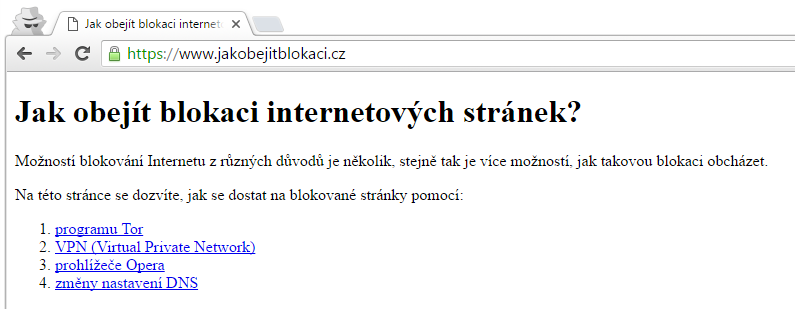 Jak obejít blokaci internet
https://www.jakobejitblokaci.cz
Jak obejít blokaci internetových stránek?
Možností blokování Internetu z různých důvodů je několik, stejně tak je více možností, jak takovou blokaci obcházet.
Na této stránce se dozvíte, jak se dostat na blokované stránky pomocí:
1. programu Tor
2. VPN (Virtual Private Network)
3. prohlížeče Opera
4. změny nastavení DNS